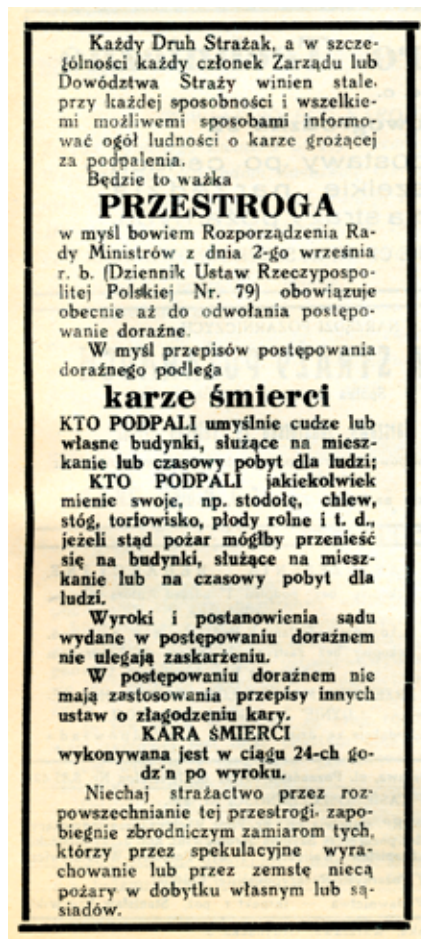 Każdy Druh Strażak, a w szcze-
gólności każdy członek Zarządu lub
Dowództwa Straży winien stale,
przy każdej sposobności i wszelkie-
mi możliwemi sposobami informo-
wać ogół ludności o karze grożącej
za podpalenia.
Będzie to ważka
PRZESTROGA
w myśl bowiem Rozporządzenia Ra-
dy Ministrów z dnia 2-go września
r. b. (Dziennik Ustaw Rzeczypospo-
litej Polskiej Nr. 79) obowiązuje
obecnie aż do odwołania postępo-
wanie doraźne.
W myśl przepisów postępowania
doraźnego podlega
karze śmierci
KTO PODPALI umyślnie cudze lub
własne budynki, służące na miesz-
kanie lub czasowy pobyt dla ludzi;
KTO PODPALI jakiekolwiek
mienie swoje, np. stodołę, chlew,
stóg, torfowisko, płody rolne i t. d.,
jeżeli stąd pożar mógłby przenieść
się na budynki, służące na miesz-
kanie lub na czasowy pobyt dla
ludzi.
Wyroki i postanowienia sądu
wydane w postępowaniu doraźnem
nie ulegają zaskarżeniu.
W postępowaniu doraźnem nie
mają zastosowania przepisy innych
ustaw o złagodzeniu kary.
KARA ŚMIERCI
wykonywana jest w ciągu 24-ch go-
dz'n po wyroku.
Niechaj strażactwo przez roz-
powszechnianie tej przestrogi, zapo-
biegnie zbrodniczym zamiarom tych,
którzy przez spekulacyjne wyra-
chowanie lub przez zemstę niecą
pożary w dobytku własnym lub są-
siadów.